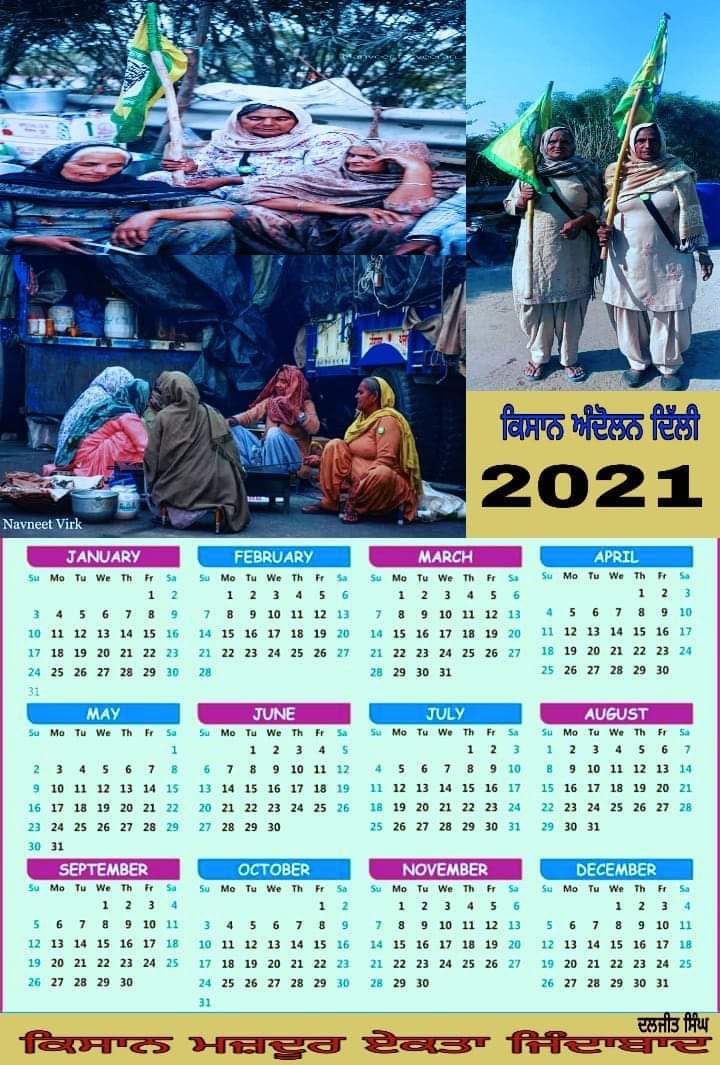 Navneet Virk
ਕਿਸਾਨ ਅੰਦੋਲਨ ਦਿੱਲੀ
2021
JANUARY
Su Mo Tu We Th Fr Sa
1 2
3 4 5 6 7 8 9
10 11 12 13 14 15 16
17 18 19 20 21 22 23
24 25 26 27 28 29 30
31
FEBRUARY
Su Mo Tu We Th Fr Sa
1 2 3 4 5 6
7 8 9 10 11 12 13
14 15 16 17 18 19 20
21 22 23 24 25 26 27
28
MARCH
Su Mo Tu We Th Fr Sa
1 2 3 4 5 6
7 8 9 10 11 12 13
14 15 16 17 18 19 20
21 22 23 24 25 26 27
28 29 30 31
APRIL
Su Mo Tu We Th Fr Sa
1 2 3
4 5 6 7 8 9 10
11 12 13 14 15 16 17
18 19 20 21 22 23 24
25 26 27 28 29 30
MAY
Su Mo Tu We Th Fr Sa
1
2 3 4 5 6 7 8
9 10 11 12 13 14 15
16 17 18 19 20 21 22
23 24 25 26 27 28 29
30 31
JUNE
Su Mo Tu We Th Fr Sa
1 2 3 4 5
6 7 8 9 10 11 12
13 14 15 16 17 18 19
20 21 22 23 24 25 26
27 28 29 30
JULY
Su Mo Tu We Th Fr Sa
1 2 3
4 5 6 7 8 9 10
11 12 13 14 15 16 17
18 19 20 21 22 23 24
25 26 27 28 29 30 31
AUGUST
Su Mo Tu We Th Fr Sa
1 2 3 4 5 6 7
8 9 10 11 12 13 14
15 16 17 18 19 20 21
22 23 24 25 26 27 28
29 30 31
SEPTEMBER
Su Mo Tu We Th Fr Sa
1 2 3 4
5 6 7 8 9 10 11
12 13 14 15 16 17 18
19 20 21 22 23 24 25
26 27 28 29 30
OCTOBER
Su Mo Tu We Th Fr Sa
1 2
3 4 5 6 7 8 9
10 11 12 13 14 15 16
17 18 19 20 21 22 23
24 25 26 27 28 29 30
31
NOVEMBER
Su Mo Tu We Th Fr Sa
1 2 3 4 5 6
7 8 9 10 11 12 13
14 15 16 17 18 19 20
21 22 23 24 25 26 27
28 29 30
DECEMBER
Su Mo Tu We Th Fr Sa
1 2 3 4
5 6 7 8 9 10 11
12 13 14 15 16 17 18
19 20 21 22 23 24 25
26 27 28 29 30 31
ਦਲਜੀਤ ਸਿੰਘ
ਕਿਸਾਨ ਮਜ਼ਦੂਰ ਏਕਤਾ ਜਿੰਦਾਬਾਦ